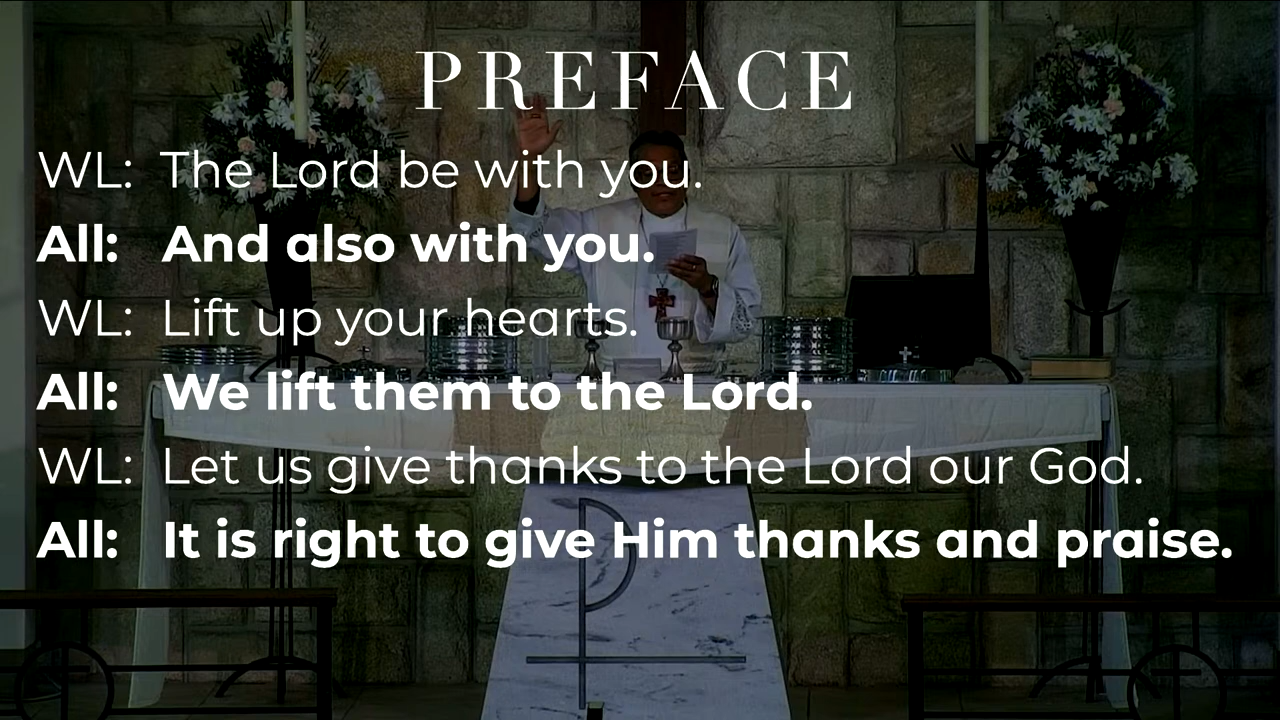 PREFACE
WL: The Lord be with you.
All: And also with you.
WL: Lift up your hearts.
All: We lift them to the Lord.
WL: Let us give thanks to the Lord our God.
All: It is right to give Him thanks and praise.